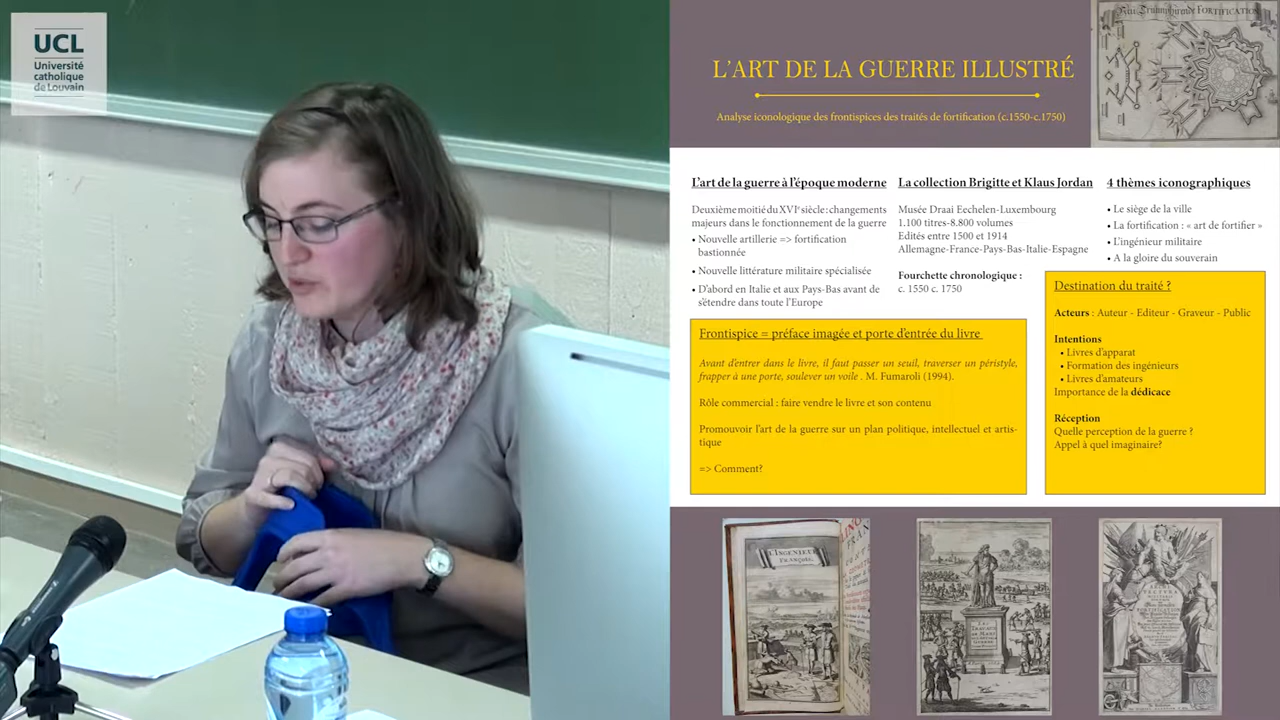 UCL
Université
catholique
de Louvain
L'ART DE LA GUERRE ILLUSTRÉ
Analyse iconologique des frontispices des traités de fortification (c.1550-c.1750)
FORTIFICATION
L'art de la guerre à l'époque moderne
Deuxième moitié du XVIe siècle : changements
majeurs dans le fonctionnement de la guerre
• Nouvelle artillerie => fortification
bastionnée
• Nouvelle littérature militaire spécialisée
• D'abord en Italie et aux Pays-Bas avant de
s'étendre dans toute l'Europe
La collection Brigitte et Klaus Jordan
Musée Draai Eechelen-Luxembourg
1.100 titres-8.800 volumes
Edités entre 1500 et 1914
Allemagne-France-Pays-Bas-Italie-Espagne
Fourchette chronologique :
c. 1550 c. 1750
4 thèmes iconographiques
• Le siège de la ville
• La fortification : « art de fortifier »
• L'ingénieur militaire
• A la gloire du souverain
Frontispice = préface imagée et porte d'entrée du livre
Avant d'entrer dans le livre, il faut passer un seuil, traverser un péristyle,
frapper à une porte, soulever un voile . M. Fumaroli (1994).
Rôle commercial : faire vendre le livre et son contenu
Promouvoir l'art de la guerre sur un plan politique, intellectuel et artis-
tique
=> Comment?
Destination du traité ?
Acteurs : Auteur - Editeur - Graveur - Public
Intentions
• Livres d'apparat
• Formation des ingénieurs
• Livres d'amateurs
Importance de la dédicace
Réception
Quelle perception de la guerre ?
Appel à quel imaginaire?
L'INGENIEUR
FRANÇOIS.
LES
TRAVAUX
DE MARS